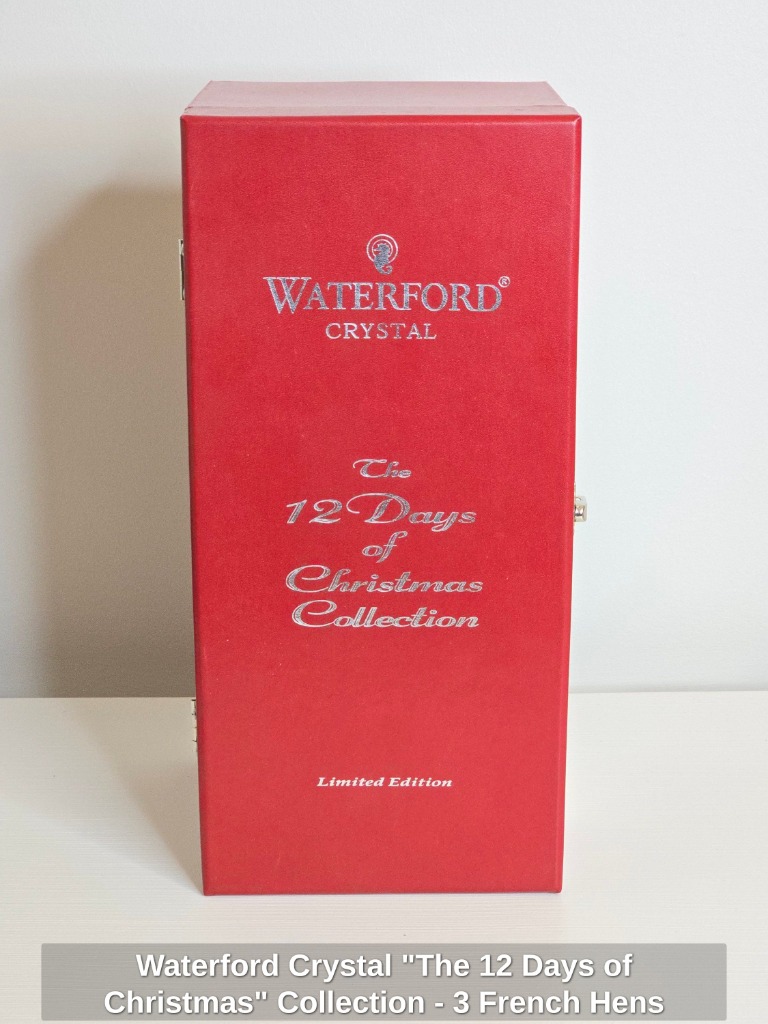 WATERFORD®
CRYSTAL
The
12 Days
of
Christmas
Collection
Limited Edition
Waterford Crystal "The 12 Days of
Christmas" Collection - 3 French Hens